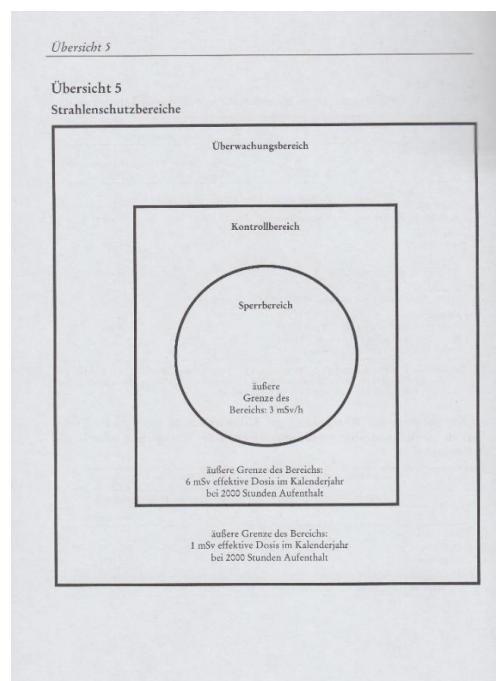 Übersicht 5
Übersicht 5
Strahlenschutzbereiche
Überwachungsbereich
Kontrollbereich
Sperrbereich
äußere
Grenze des
Bereichs: 3 mSv/h
äußere Grenze des Bereichs:
6 mSv effektive Dosis im Kalenderjahr
bei 2000 Stunden Aufenthalt
äußere Grenze des Bereichs:
1 mSv effektive Dosis im Kalenderjahr
bei 2000 Stunden Aufenthalt